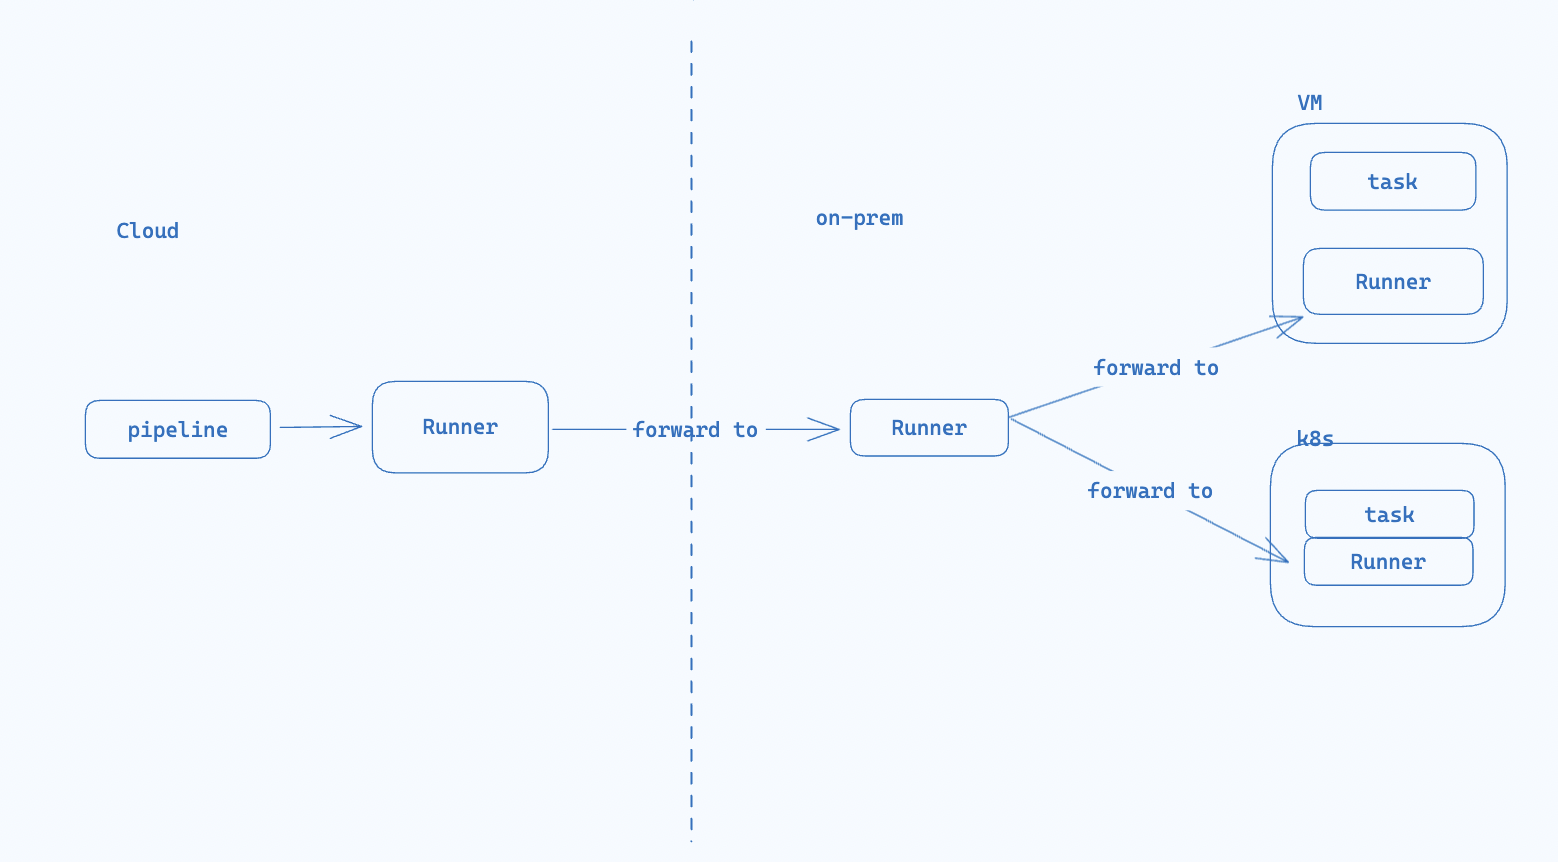 VM
task
Cloud
on-prem
Runner
forward to
pipeline
Runner
forward to
Runner
k8s
forward to
task
Runner